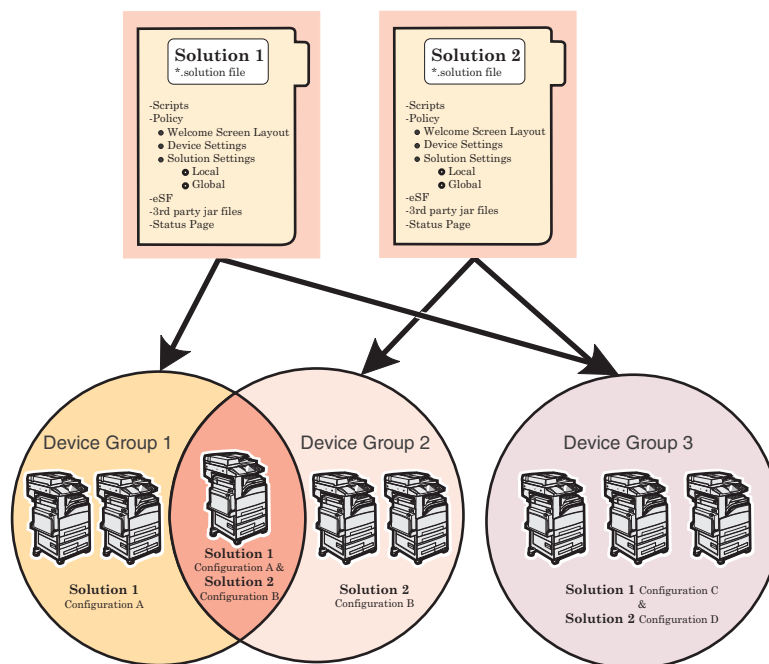 Solution 1
*.solution file
-Scripts
-Policy
Welcome Screen Layout
Device Settings
Solution Settings
Local
Global
-eSF
-3rd party jar files
-Status Page
Solution 2
*.solution file
-Scripts
-Policy
Welcome Screen Layout
Device Settings
Solution Settings
Local
Global
-eSF
-3rd party jar files
-Status Page
Device Group 1
Solution 1
Configuration A
Solution 1
Configuration A &
Solution 2
Configuration B
Device Group 2
Solution 2
Configuration B
Device Group 3
Solution 1 Configuration C
&
Solution 2 Configuration D